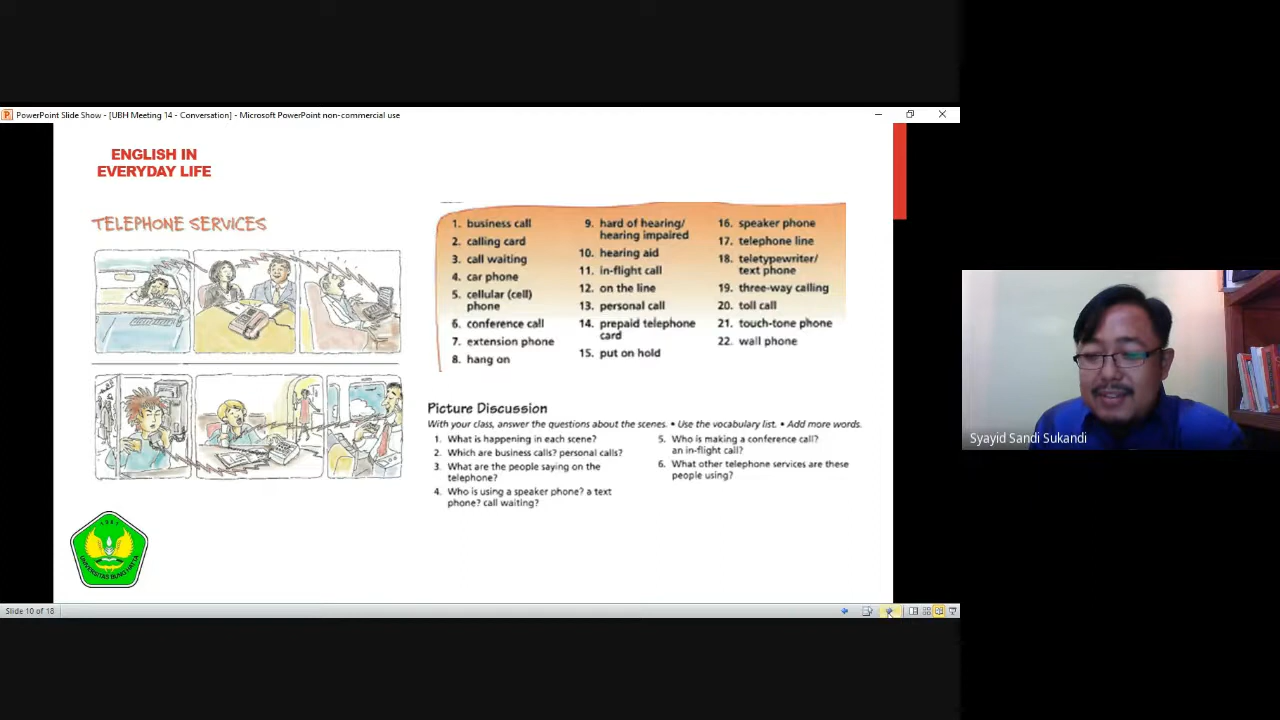 PowerPoint Slide Show - [UBH Meeting 14 - Conversation] - Microsoft PowerPoint non-commercial use
ENGLISH IN
EVERYDAY LIFE
TELEPHONE SERVICES
1. business call
2. calling card
3. call waiting
4. car phone
5. cellular (cell)
phone
6. conference call
7. extension phone
8. hang on
9. hard of hearing/
hearing impaired
10. hearing aid
11. in-flight call
12. on the line
13. personal call
14. prepaid telephone
card
15. put on hold
16. speaker phone
17. telephone line
18. teletypewriter/
text phone
19. three-way calling
20. toll call
21. touch-tone phone
22. wall phone
Picture Discussion
With your class, answer the questions about the scenes. • Use the vocabulary list. • Add more words.
1. What is happening in each scene?
2. Which are business calls? personal calls?
3. What are the people saying on the
telephone?
4. Who is using a speaker phone? a text
phone? call waiting?
5. Who is making a conference call?
an in-flight call?
6. What other telephone services are these
people using?
UNIVERSITAS BUNG HATTA
Slide 10 of 18
Syayid Sandi Sukandi